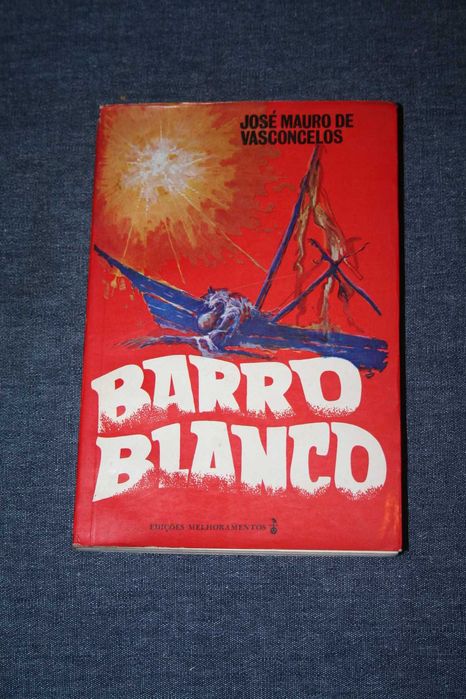 JOSÉ MAURO DE
VASCONCELOS
BARRO
BLANCO
EDIÇÕES MELHORAMENTOS